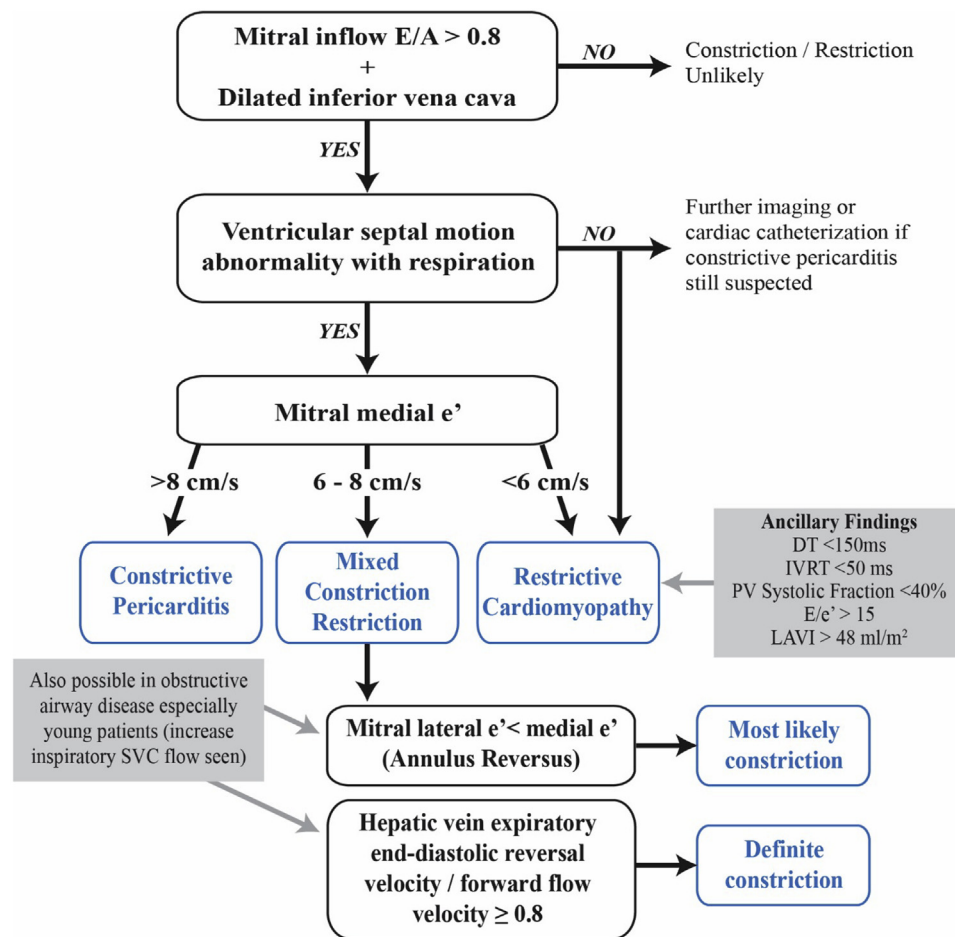 Mitral inflow E/A > 0.8
+
Dilated inferior vena cava
NO
Constriction / Restriction
Unlikely
YES
Ventricular septal motion
abnormality with respiration
NO
Further imaging or
cardiac catheterization if
constrictive pericarditis
still suspected
YES
Mitral medial e’
>8 cm/s
6 - 8 cm/s
<6 cm/s
Constrictive
Pericarditis
Mixed
Constriction
Restriction
Restrictive
Cardiomyopathy
Ancillary Findings
DT <150ms
IVRT <50 ms
PV Systolic Fraction <40%
E/e’ > 15
LAVI > 48 ml/m²
Also possible in obstructive
airway disease especially
young patients (increase
inspiratory SVC flow seen)
Mitral lateral e’< medial e’
(Annulus Reversus)
Most likely
constriction
Hepatic vein expiratory
end-diastolic reversal
velocity / forward flow
velocity ≥ 0.8
Definite
constriction